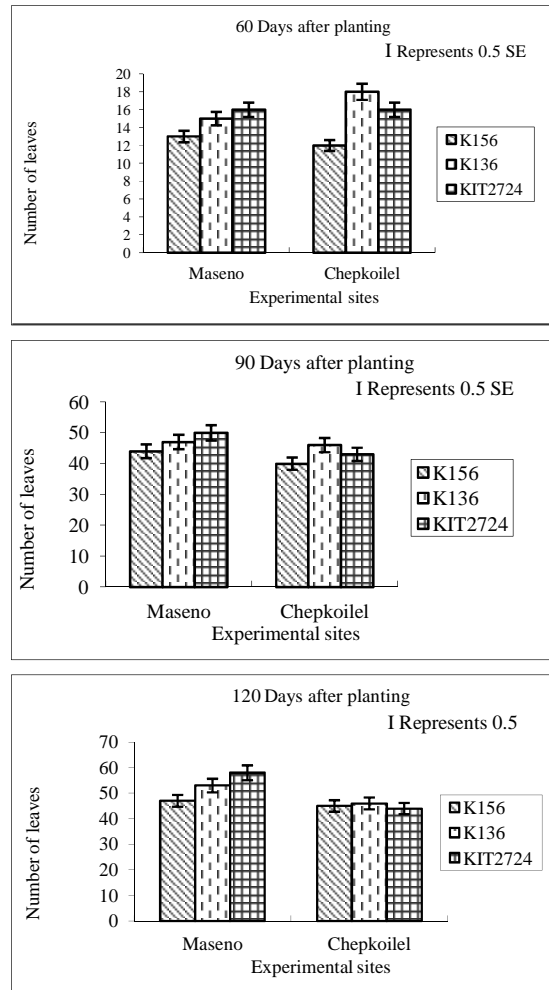 60 Days after planting
I Represents 0.5 SE
Number of leaves
18
16
14
12
10
8
6
4
2
0
Maseno Chepkoilel
Experimental sites
K156
K136
KIT2724
90 Days after planting
I Represents 0.5 SE
Number of leaves
60
50
40
30
20
10
0
Maseno Chepkoilel
Experimental sites
K156
K136
KIT2724
120 Days after planting
I Represents 0.5
Number of leaves
70
60
50
40
30
20
10
0
Maseno Chepkoilel
Experimental sites
K156
K136
KIT2724